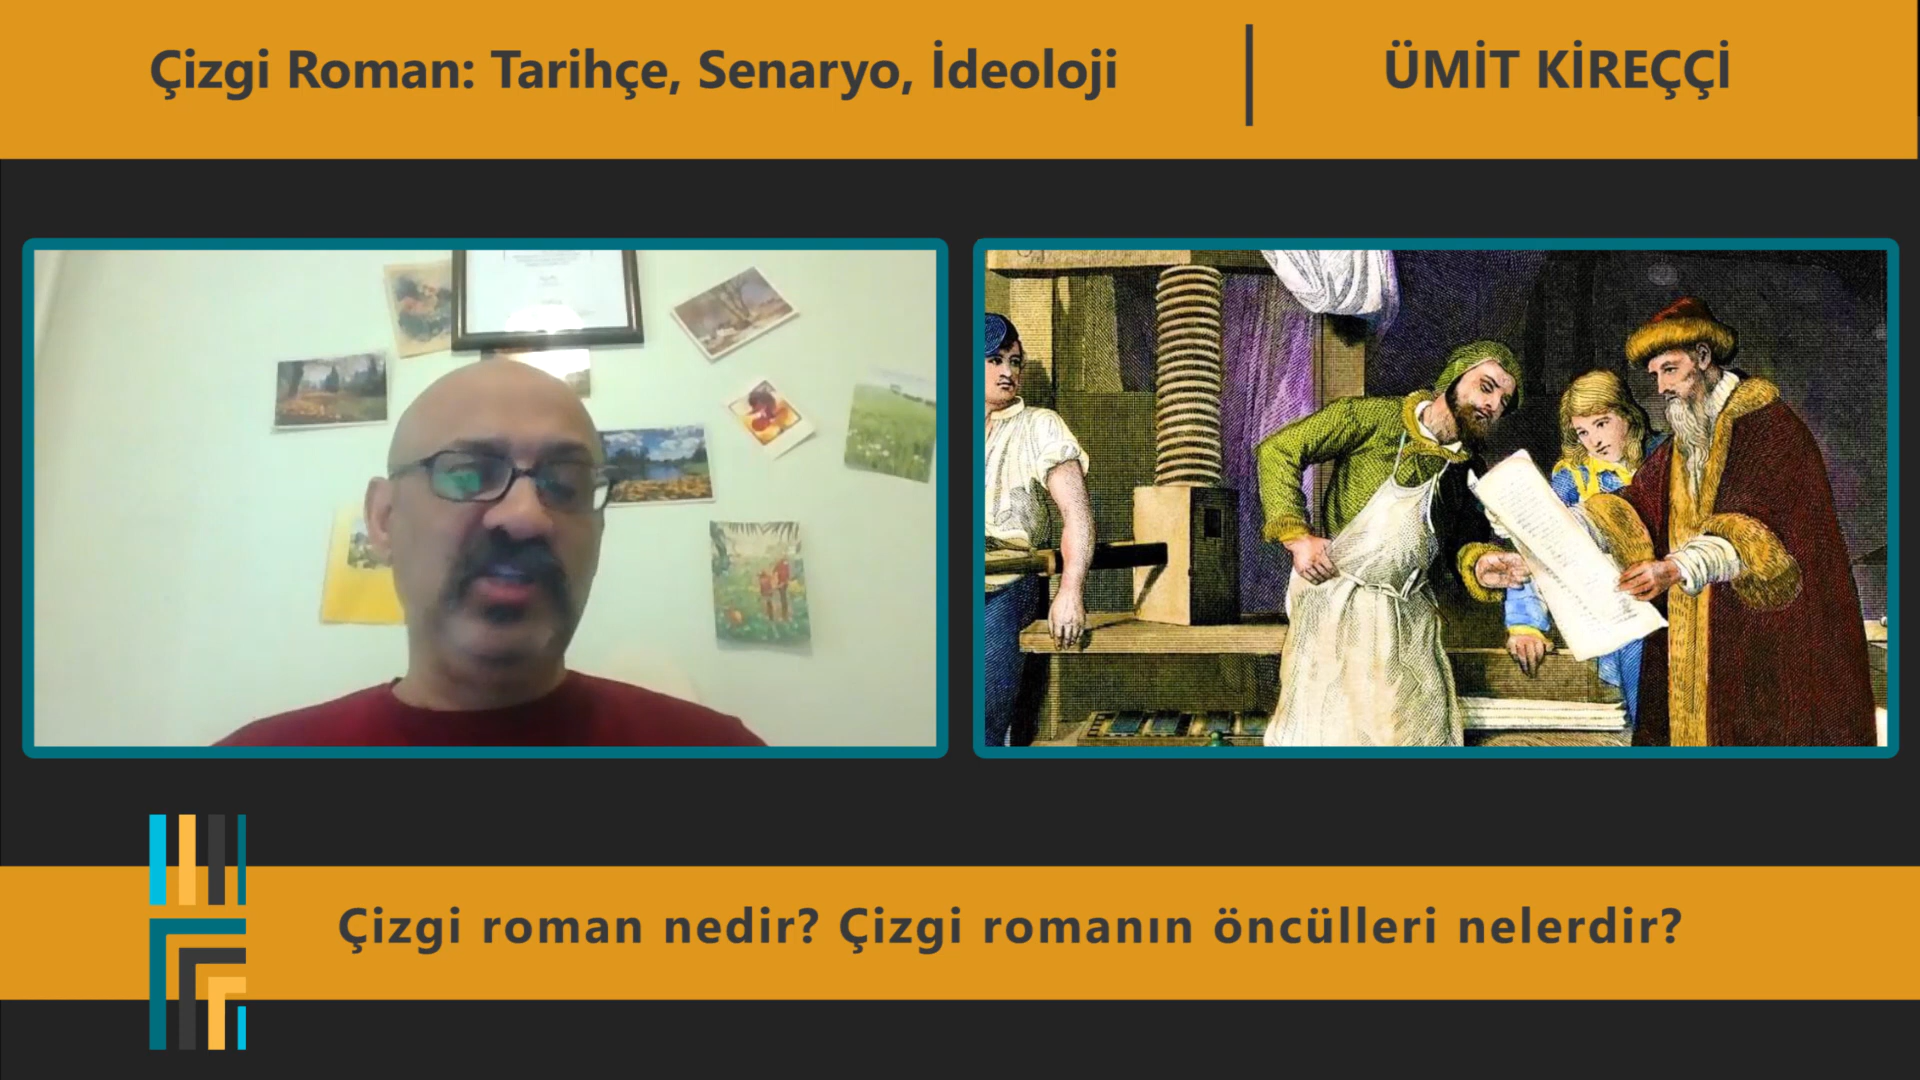 Çizgi Roman: Tarihçe, Senaryo, İdeoloji
ÜMİT KİREÇÇİ
Çizgi roman nedir? Çizgi romanın öncülleri nelerdir?